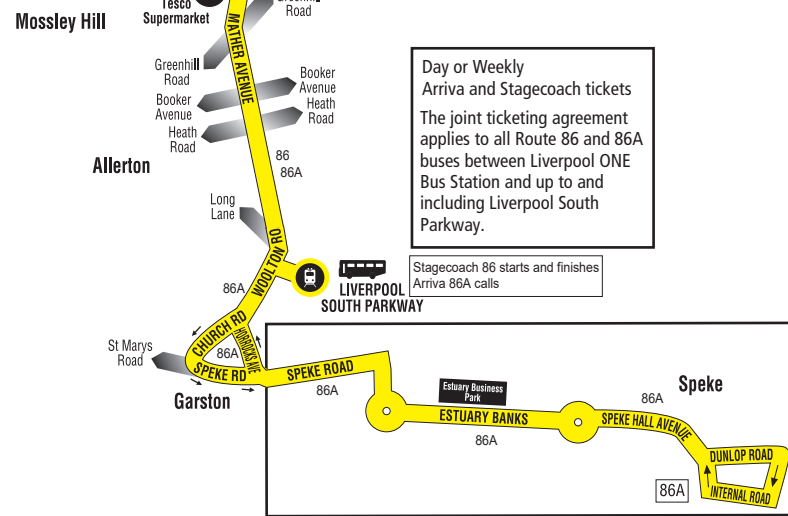 Tesco
Supermarket
Greenhill
Road
Mossley Hill
MATHER AVENUE
Greenhill
Road
Booker
Avenue
Booker
Avenue
Heath
Road
Heath
Road
86
86A
Allerton
Day or Weekly
Arriva and Stagecoach tickets
The joint ticketing agreement
applies to all Route 86 and 86A
buses between Liverpool ONE
Bus Station and up to and
including Liverpool South
Parkway.
Long
Lane
WOOLTON RD
LIVERPOOL
SOUTH PARKWAY
Stagecoach 86 starts and finishes
Arriva 86A calls
86A
CHURCH RD
HORROCKS AVE
86A
St Marys
Road
SPEKE RD
Garston
SPEKE ROAD
86A
Estuary Business
Park
ESTUARY BANKS
86A
Speke
86A
SPEKE HALL AVENUE
DUNLOP ROAD
INTERNAL ROAD
86A